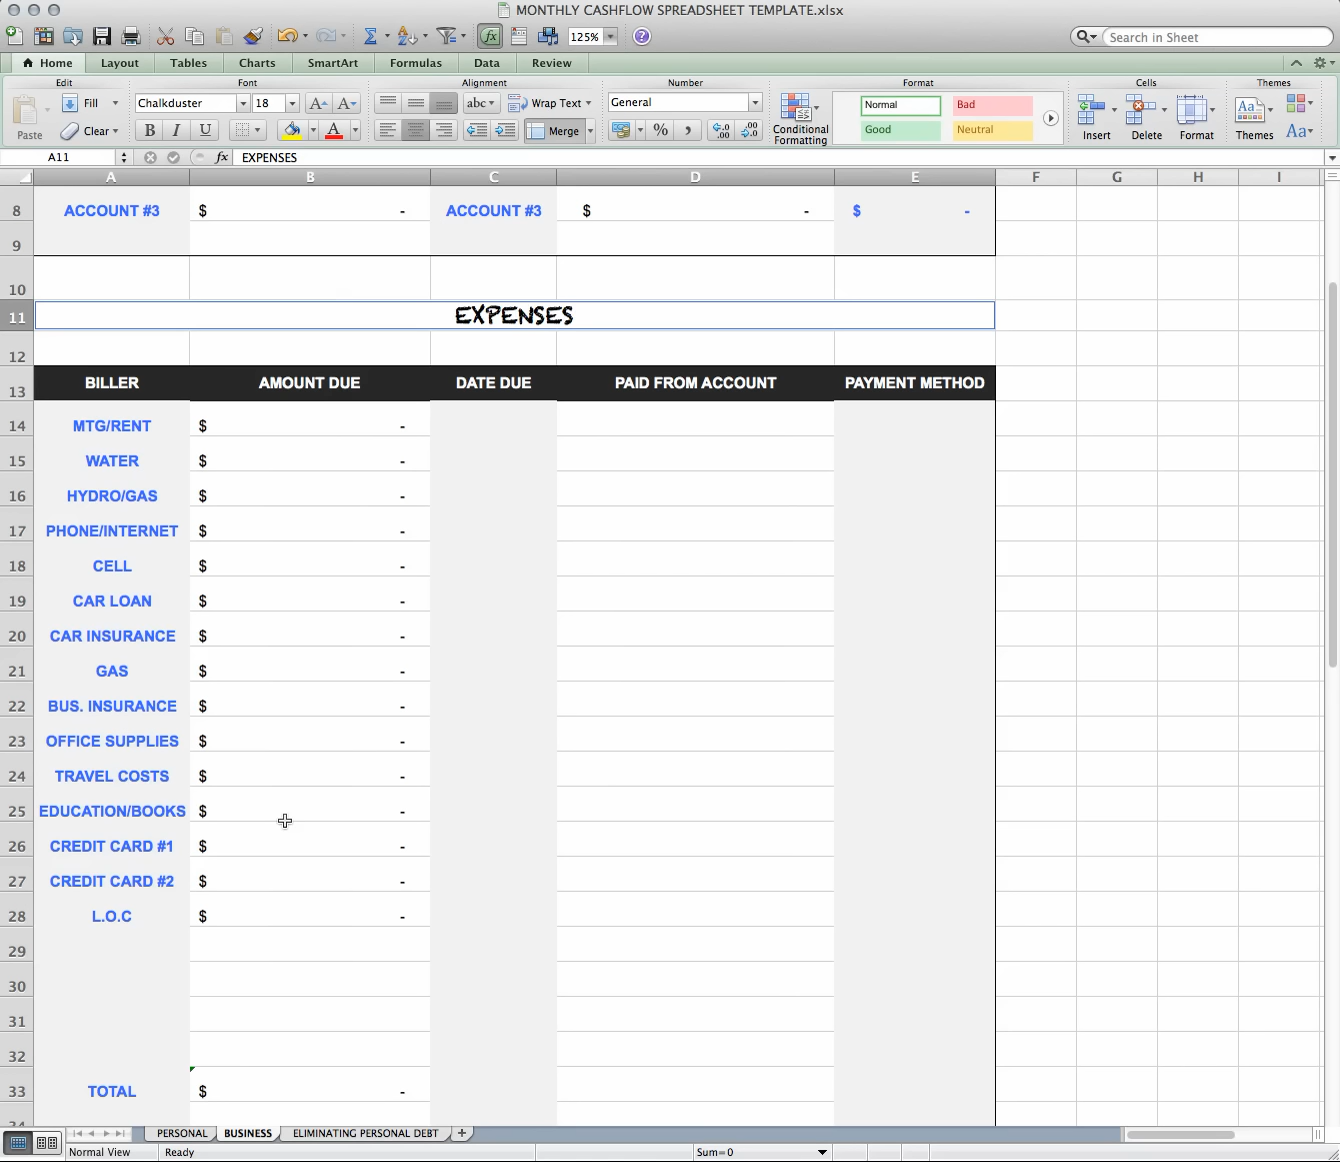 MONTHLY CASHFLOW SPREADSHEET TEMPLATE.xlsx
125% Search in Sheet
Home Layout Tables Charts SmartArt Formulas Data Review
Edit Font Alignment Number Format Cells Themes
Paste Fill Chalkduster 18 A A abc Wrap Text General Conditional Formatting Normal Bad Insert Delete Format Aa Themes
Clear B I U A Merge % Good Neutral Aa
A11 fx EXPENSES
A B C D E F G H I
8 ACCOUNT #3 $ - ACCOUNT #3 $ - $ -
9
10
11 EXPENSES
12
13 BILLER AMOUNT DUE DATE DUE PAID FROM ACCOUNT PAYMENT METHOD
14 MTG/RENT $ -
15 WATER $ -
16 HYDRO/GAS $ -
17 PHONE/INTERNET $ -
18 CELL $ -
19 CAR LOAN $ -
20 CAR INSURANCE $ -
21 GAS $ -
22 BUS. INSURANCE $ -
23 OFFICE SUPPLIES $ -
24 TRAVEL COSTS $ -
25 EDUCATION/BOOKS $ -
26 CREDIT CARD #1 $ -
27 CREDIT CARD #2 $ -
28 L.O.C $ -
29
30
31
32
33 TOTAL $ -
PERSONAL BUSINESS ELIMINATING PERSONAL DEBT +
Normal View Ready Sum=0